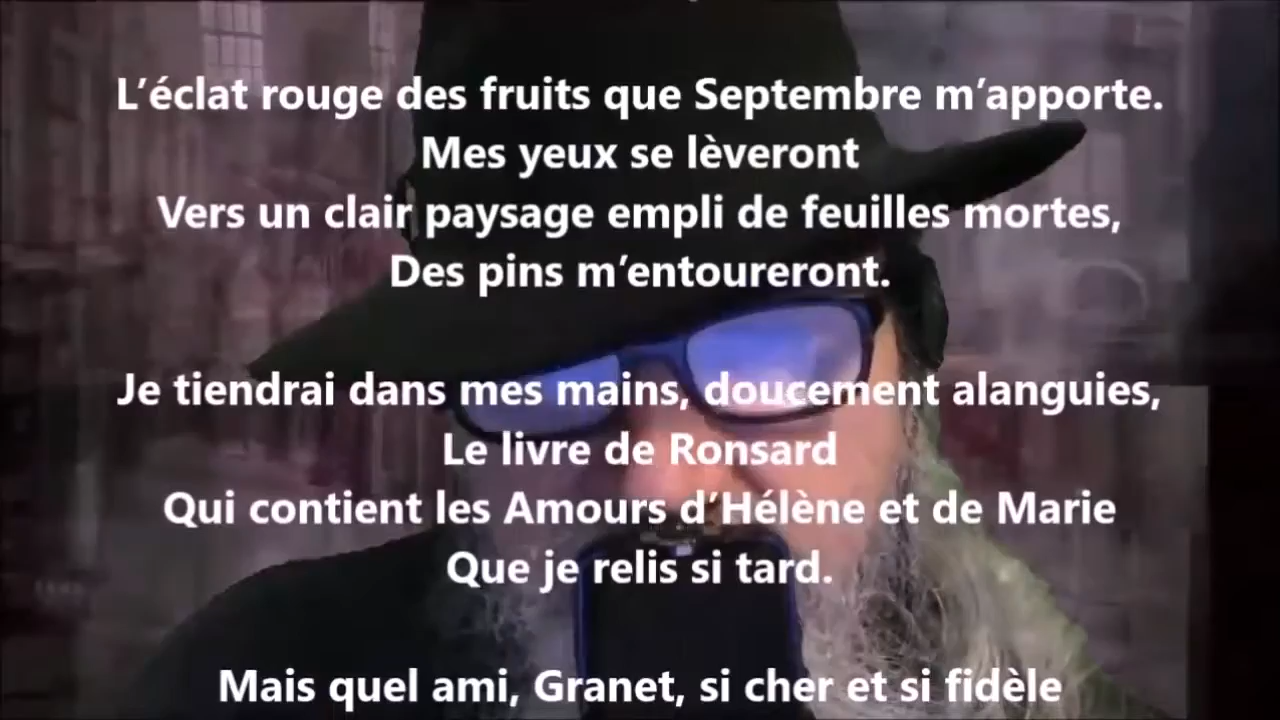 L’éclat rouge des fruits que Septembre m’apporte.
Mes yeux se lèveront
Vers un clair paysage empli de feuilles mortes,
Des pins m’entoureront.
Je tiendrai dans mes mains, doucement alanguies,
Le livre de Ronsard
Qui contient les Amours d’Hélène et de Marie
Que je relis si tard.
Mais quel ami, Granet, si cher et si fidèle